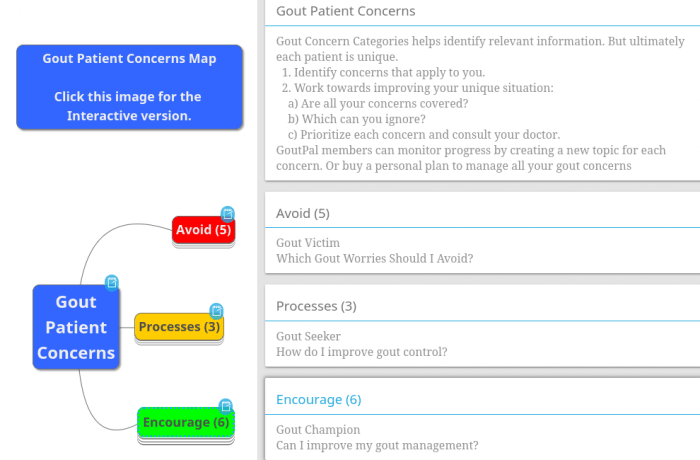 Gout Patient Concerns Map
Click this image for the
Interactive version.
Avoid (5)
Gout
Patient
Concerns
Processes (3)
Encourage (6)
Gout Patient Concerns
Gout Concern Categories helps identify relevant information. But ultimately
each patient is unique.
1. Identify concerns that apply to you.
2. Work towards improving your unique situation:
a) Are all your concerns covered?
b) Which can you ignore?
c) Prioritize each concern and consult your doctor.
GoutPal members can monitor progress by creating a new topic for each
concern. Or buy a personal plan to manage all your gout concerns
Avoid (5)
Gout Victim
Which Gout Worries Should I Avoid?
Processes (3)
Gout Seeker
How do I improve gout control?
Encourage (6)
Gout Champion
Can I improve my gout management?